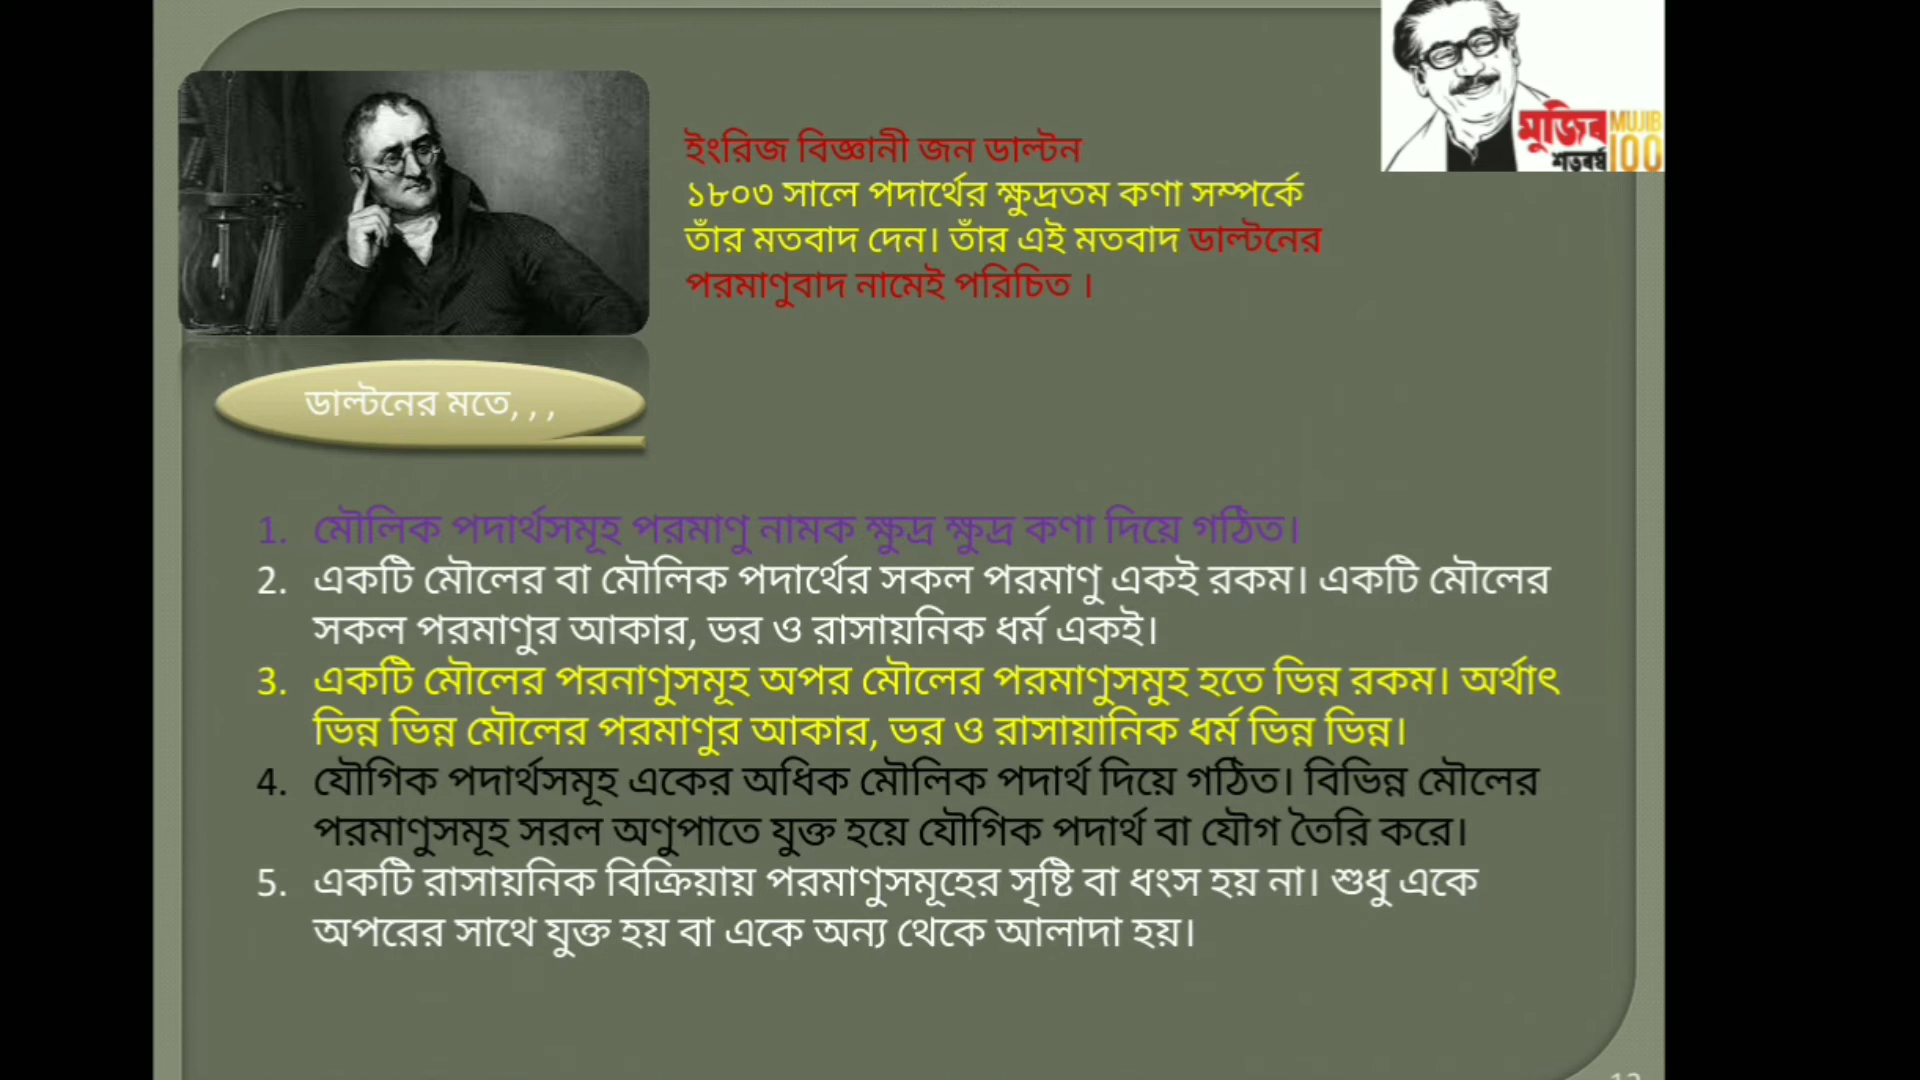 মুজিব
শতবর্ষ
MUJIB
100
ইংরিজ বিজ্ঞানী জন ডাল্টন
১৮০৩ সালে পদার্থের ক্ষুদ্রতম কণা সম্পর্কে
তাঁর মতবাদ দেন। তাঁর এই মতবাদ ডাল্টনের
পরমাণুবাদ নামেই পরিচিত ।
ডাল্টনের মতে, , ,
1. মৌলিক পদার্থসমূহ পরমাণু নামক ক্ষুদ্র ক্ষুদ্র কণা দিয়ে গঠিত।
2. একটি মৌলের বা মৌলিক পদার্থের সকল পরমাণু একই রকম। একটি মৌলের
সকল পরমাণুর আকার, ভর ও রাসায়নিক ধর্ম একই।
3. একটি মৌলের পরনাণুসমূহ অপর মৌলের পরমাণুসমুহ হতে ভিন্ন রকম। অর্থাৎ
ভিন্ন ভিন্ন মৌলের পরমাণুর আকার, ভর ও রাসায়ানিক ধর্ম ভিন্ন ভিন্ন।
4. যৌগিক পদার্থসমূহ একের অধিক মৌলিক পদার্থ দিয়ে গঠিত। বিভিন্ন মৌলের
পরমাণুসমূহ সরল অণুপাতে যুক্ত হয়ে যৌগিক পদার্থ বা যৌগ তৈরি করে।
5. একটি রাসায়নিক বিক্রিয়ায় পরমাণুসমূহের সৃষ্টি বা ধংস হয় না। শুধু একে
অপরের সাথে যুক্ত হয় বা একে অন্য থেকে আলাদা হয়।